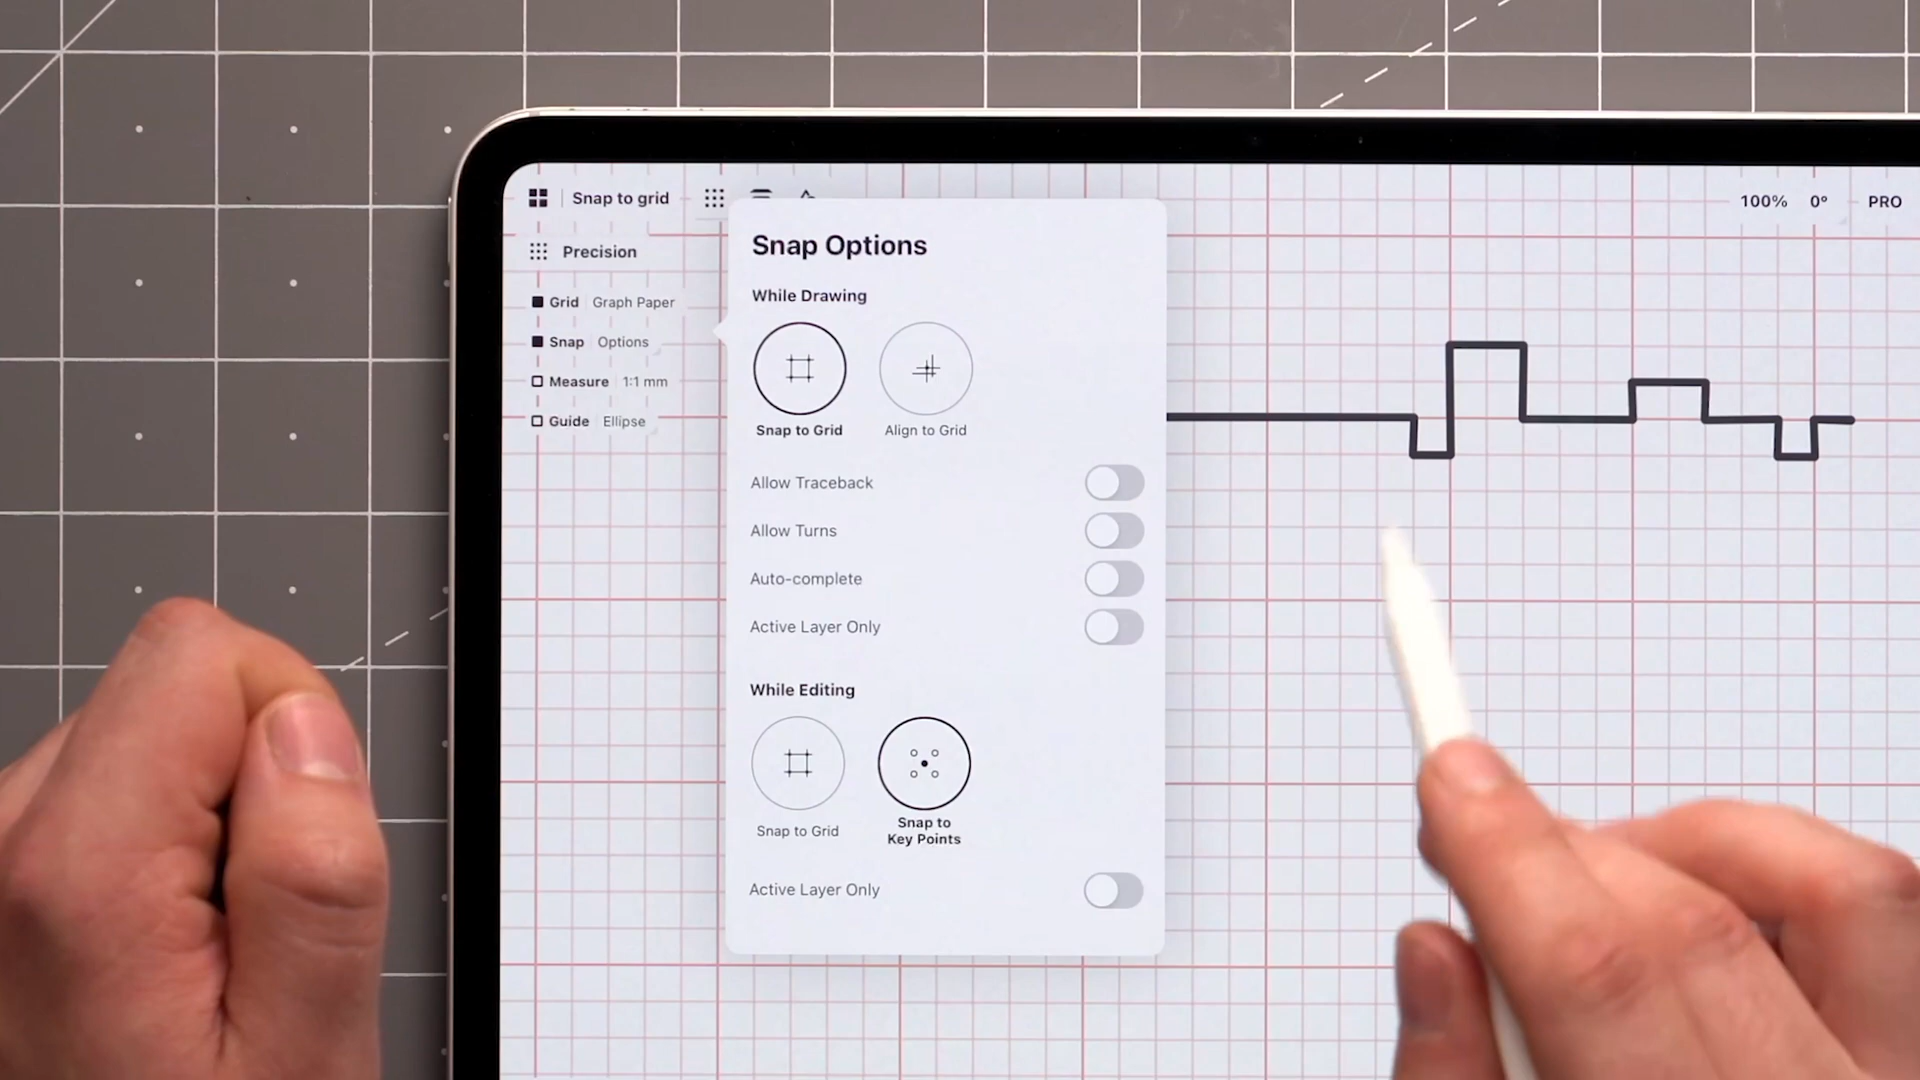 Snap to grid
100% 0° PRO
Precision
Grid Graph Paper
Snap Options
Measure 1:1 mm
Guide Ellipse
Snap Options
While Drawing
Snap to Grid
Align to Grid
Allow Traceback
Allow Turns
Auto-complete
Active Layer Only
While Editing
Snap to Grid
Snap to
Key Points
Active Layer Only